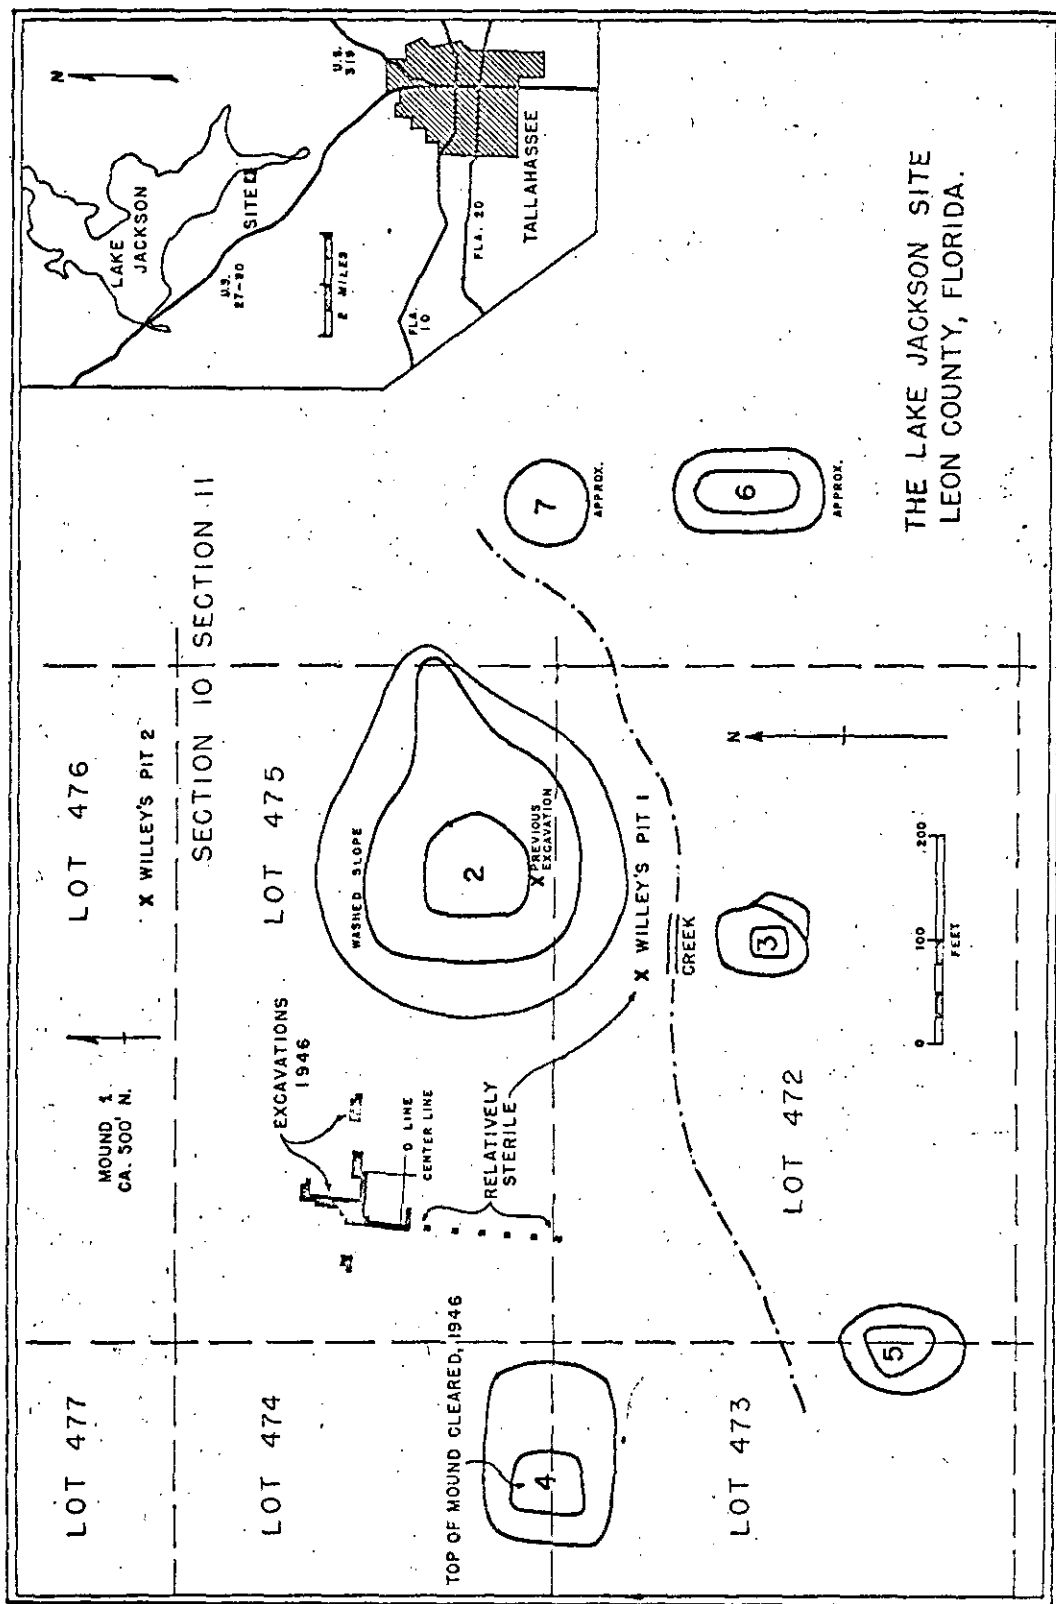 LOT 477
MOUND 1
CA. 500' N.
LOT 476
X WILLEY'S PIT 2
SECTION 10
SECTION 11
LOT 474
EXCAVATIONS
1946
LOT 475
WASHED SLOPE
2
X PREVIOUS
EXCAVATION
O LINE
CENTER LINE
RELATIVELY
STERILE
TOP OF MOUND CLEARED, 1946
4
X WILLEY'S PIT 1
CREEK
7
APPROX.
LOT 473
LOT 472
3
N
5
6
APPROX.
0
100
200
FEET
N
LAKE
JACKSON
SITE
U.S.
319
U.S.
27-90
2 MILES
FLA.
10
FLA. 20
TALLAHASSEE
THE LAKE JACKSON SITE
LEON COUNTY, FLORIDA.